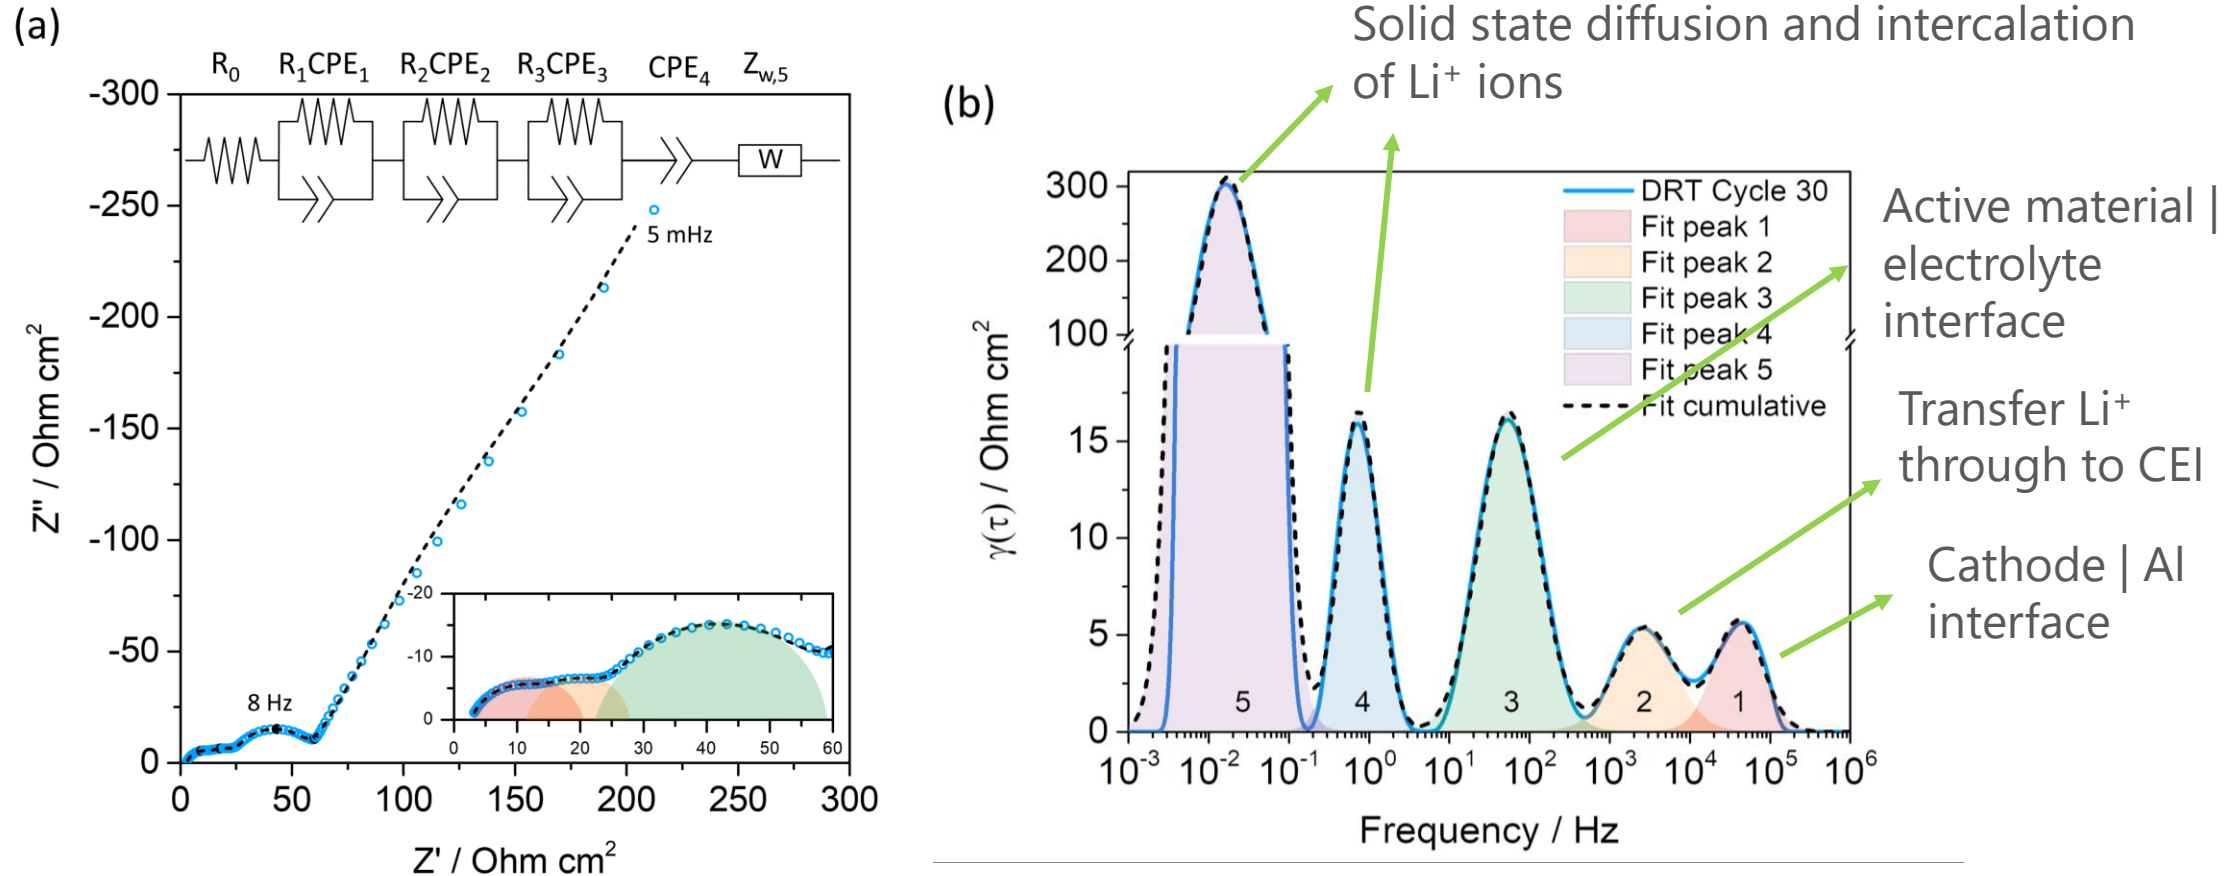 (a)
R₀ R₁CPE₁ R₂CPE₂ R₃CPE₃ CPE₄ Z_w,5
W
-300
-250
-200
-150
-100
-50
0
0 50 100 150 200 250 300
Z'' / Ohm cm²
Z' / Ohm cm²
5 mHz
8 Hz
-20
-10
0
0 10 20 30 40 50 60
Solid state diffusion and intercalation
of Li⁺ ions
(b)
300
200
100
15
10
5
0
γ(τ) / Ohm cm²
DRT Cycle 30
Fit peak 1
Fit peak 2
Fit peak 3
Fit peak 4
Fit peak 5
Fit cumulative
5 4 3 2 1
10⁻³ 10⁻² 10⁻¹ 10⁰ 10¹ 10² 10³ 10⁴ 10⁵ 10⁶
Frequency / Hz
Active material |
electrolyte
interface
Transfer Li⁺
through to CEI
Cathode | Al
interface